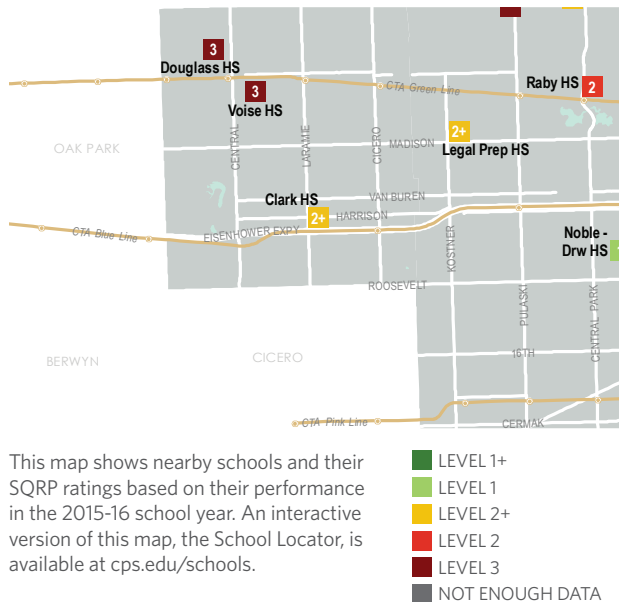 3
Douglass HS
3
Voise HS
CTA Green Line
Raby HS
2
OAK PARK
CENTRAL
LARAMIE
CICERO
MADISON
2+
Legal Prep HS
VAN BUREN
Clark HS
2+
HARRISON
CTA Blue Line
EISENHOWER EXPY
KOSTNER
Noble -
Drw HS
ROOSEVELT
PULASKI
CENTRAL PARK
BERWYN
CICERO
16TH
CTA Pink Line
CERMAK
This map shows nearby schools and their
SQRP ratings based on their performance
in the 2015-16 school year. An interactive
version of this map, the School Locator, is
available at cps.edu/schools.
LEVEL 1+
LEVEL 1
LEVEL 2+
LEVEL 2
LEVEL 3
NOT ENOUGH DATA